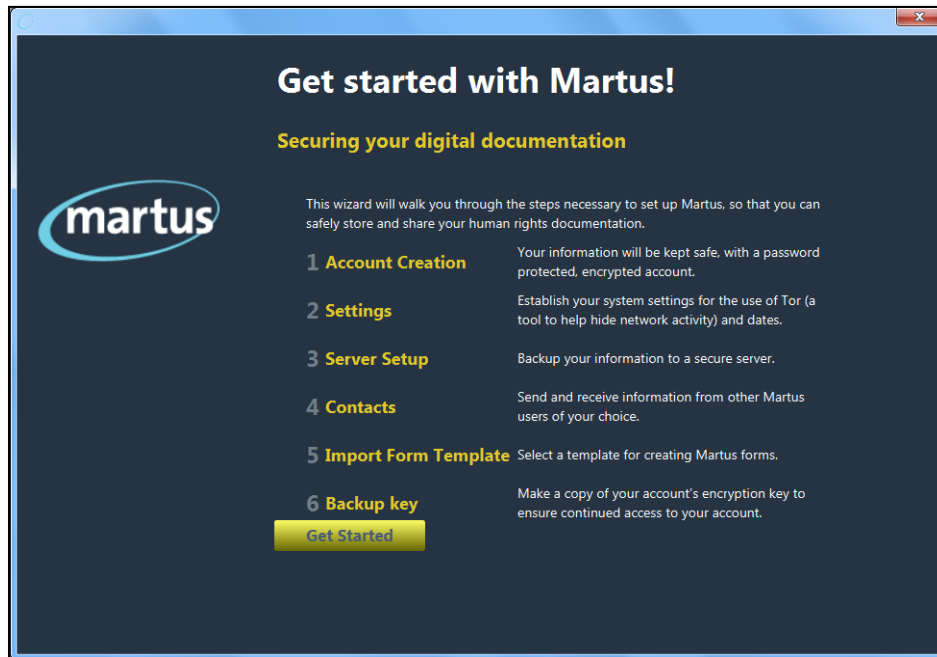 Get started with Martus!
Securing your digital documentation
martus
This wizard will walk you through the steps necessary to set up Martus, so that you can
safely store and share your human rights documentation.
1 Account Creation
Your information will be kept safe, with a password
protected, encrypted account.
2 Settings
Establish your system settings for the use of Tor (a
tool to help hide network activity) and dates.
3 Server Setup
Backup your information to a secure server.
4 Contacts
Send and receive information from other Martus
users of your choice.
5 Import Form Template
Select a template for creating Martus forms.
6 Backup key
Make a copy of your account's encryption key to
ensure continued access to your account.
Get Started